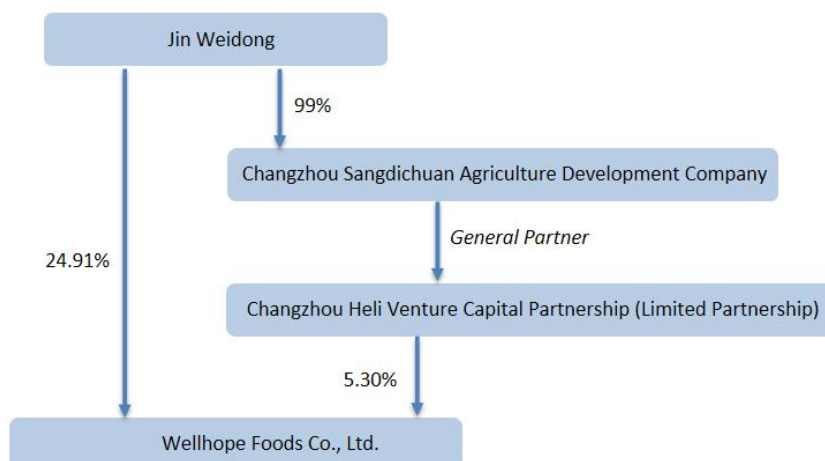 Jin Weidong
99%
Changzhou Sangdichuan Agriculture Development Company
General Partner
24.91%
Changzhou Heli Venture Capital Partnership (Limited Partnership)
5.30%
Wellhope Foods Co., Ltd.